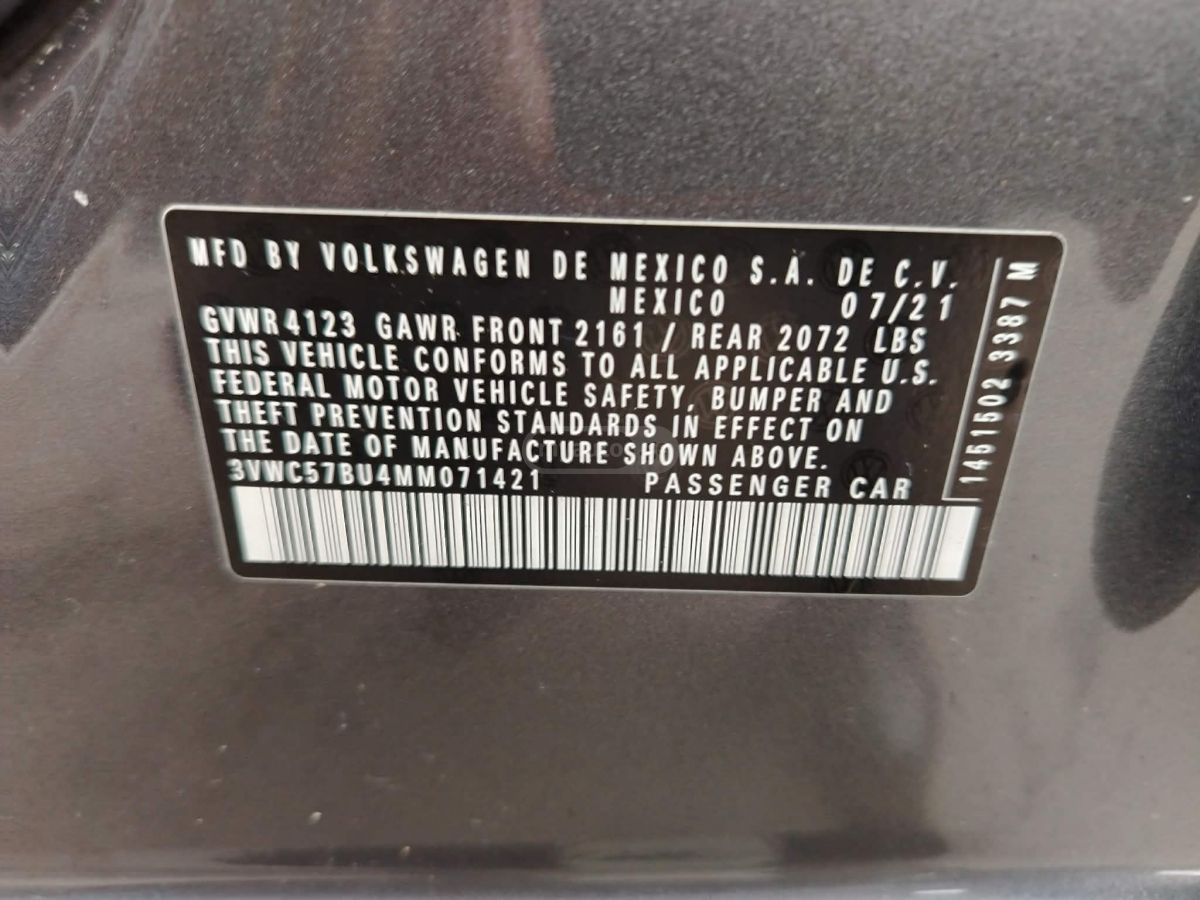 MFD BY VOLKSWAGEN DE MEXICO S.A. DE C.V.
MEXICO 07/21
GVWR 4123 GAWR FRONT 2161 / REAR 2072 LBS
THIS VEHICLE CONFORMS TO ALL APPLICABLE U.S.
FEDERAL MOTOR VEHICLE SAFETY, BUMPER AND
THEFT PREVENTION STANDARDS IN EFFECT ON
THE DATE OF MANUFACTURE SHOWN ABOVE.
3VWC57BU4MM071421 PASSENGER CAR
1451502 3387 M